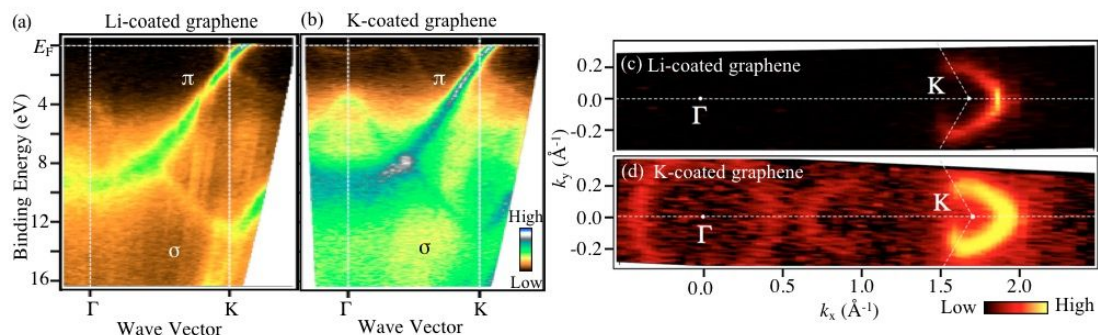 (a) Li-coated graphene
(b) K-coated graphene
E_F
π
π
4
8
12
16
Binding Energy (eV)
σ
σ
High
Low
Γ K Γ K
Wave Vector Wave Vector
(c) Li-coated graphene
0.2
0.0
-0.2
K
Γ
(d) K-coated graphene
0.2
0.0
-0.2
K
Γ
k_y (Å⁻¹)
0.0 0.5 1.0 1.5 2.0
k_x (Å⁻¹)
Low High